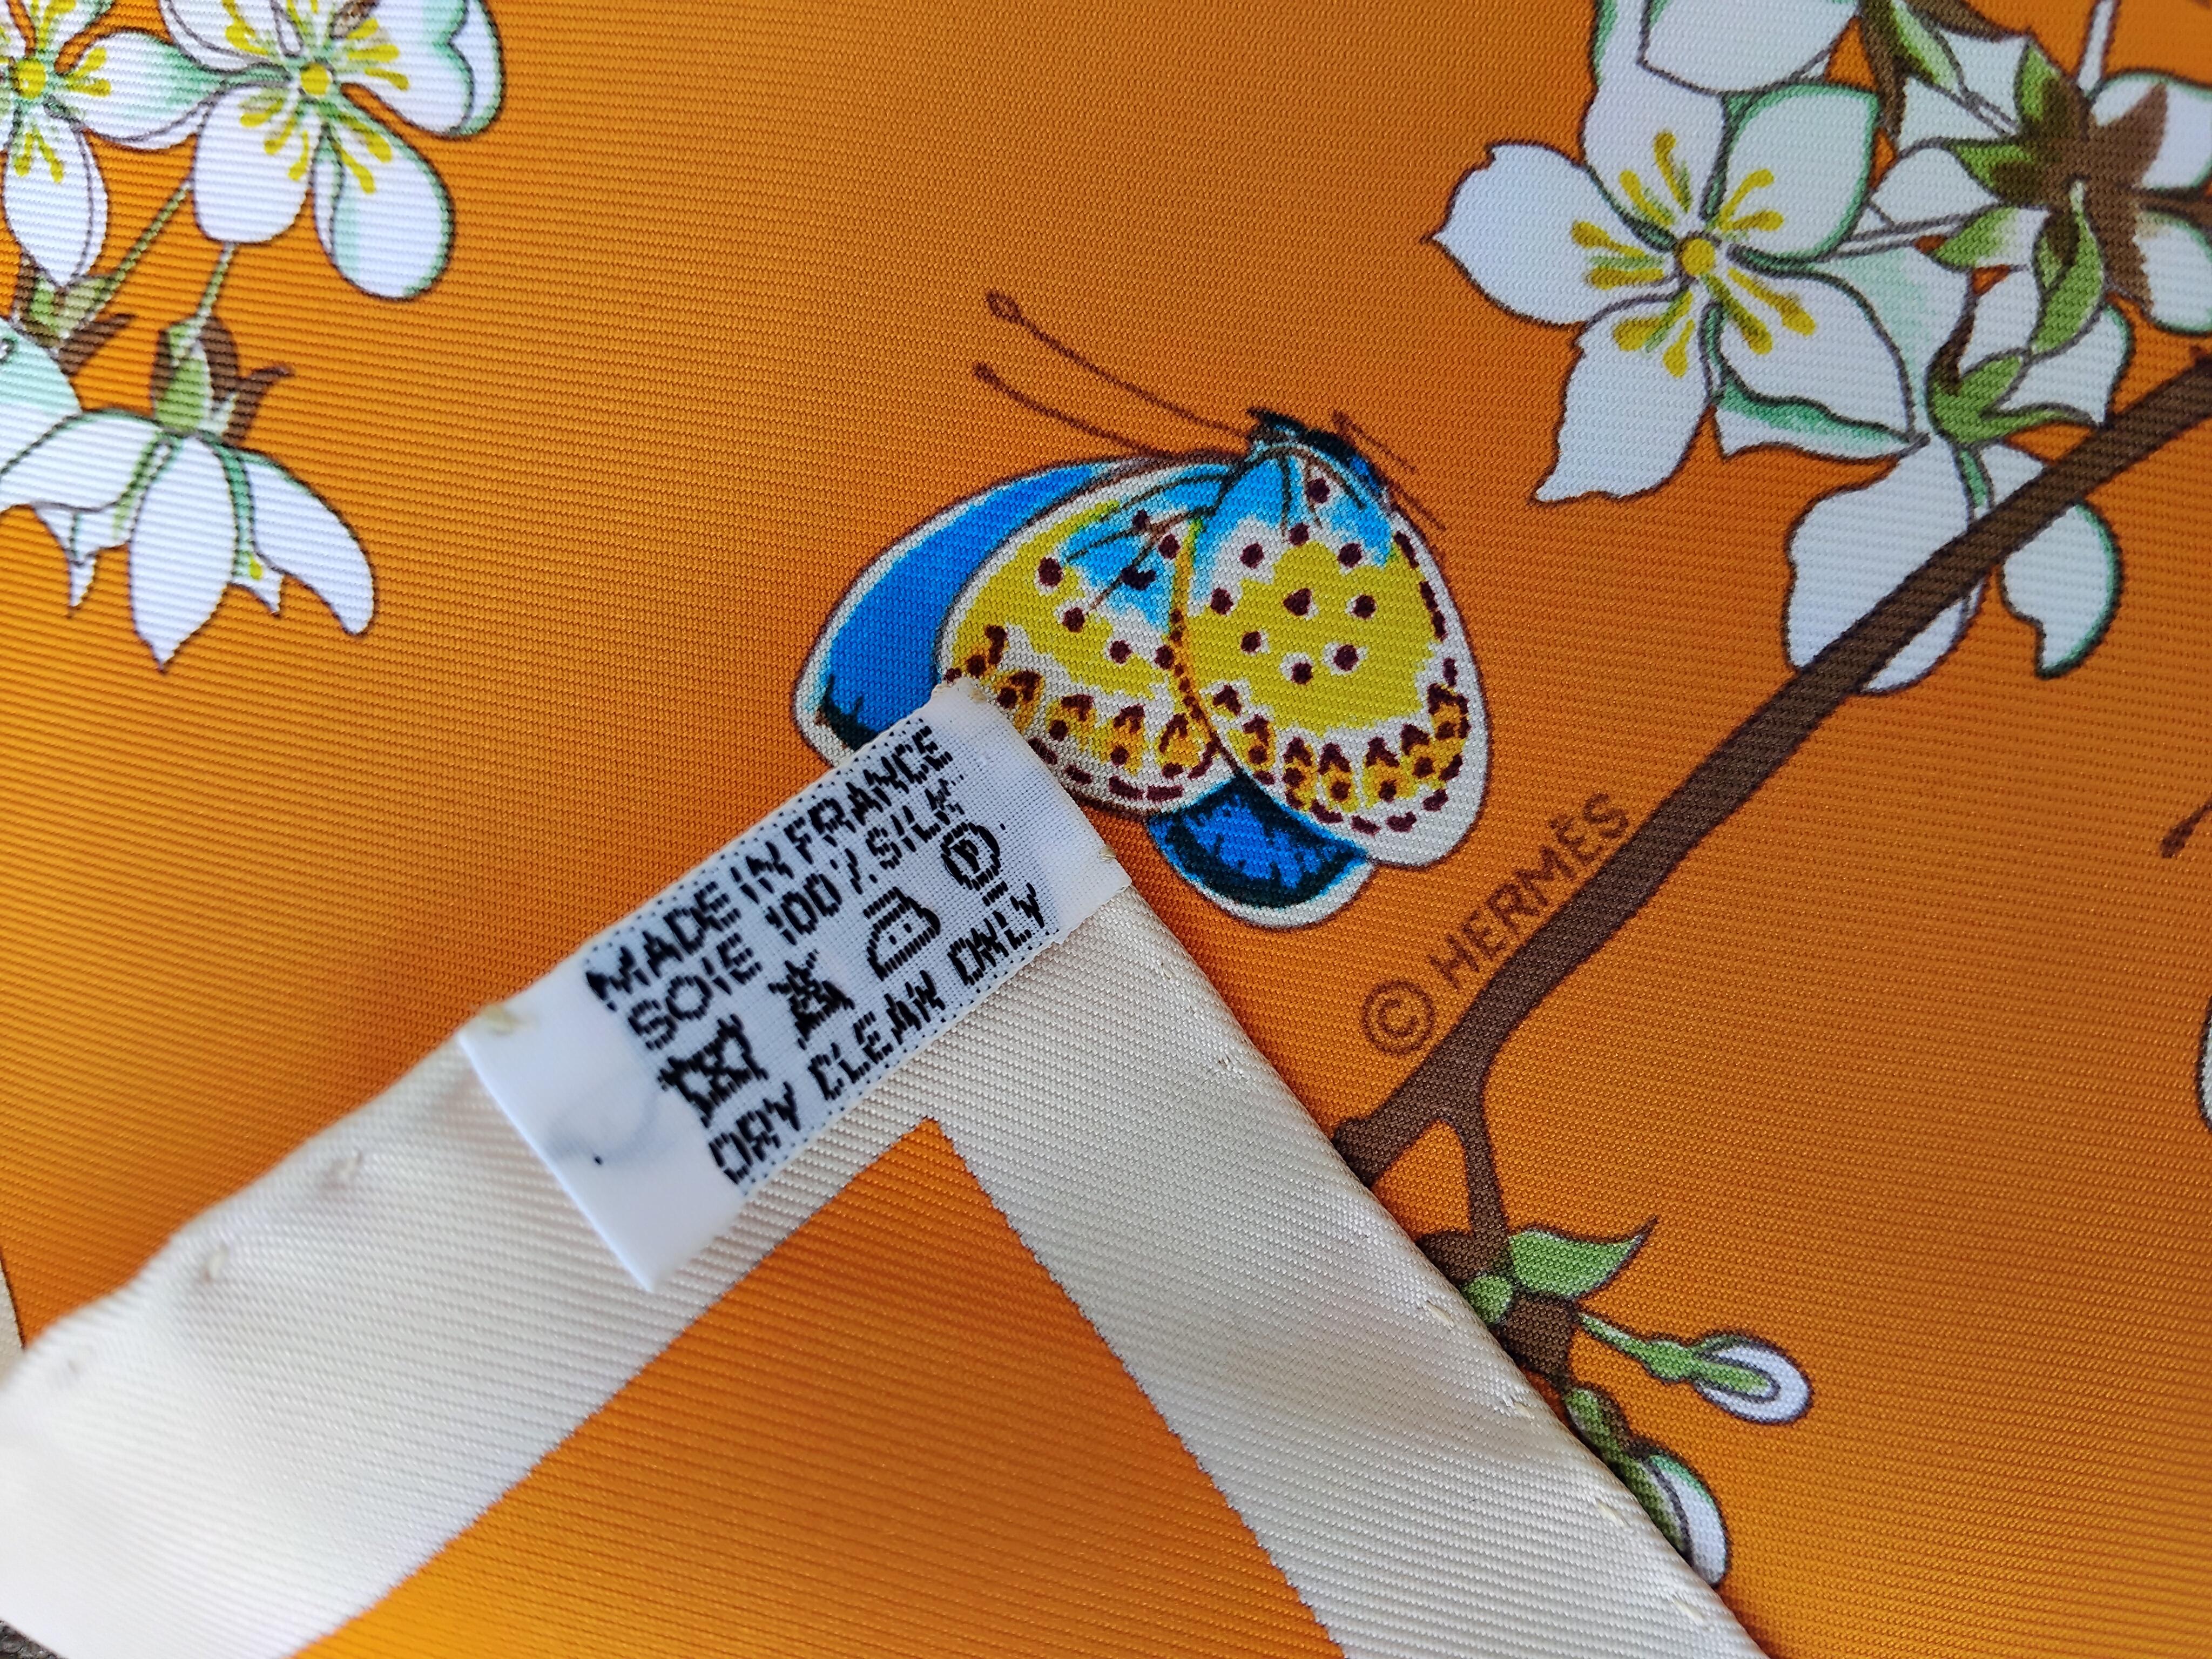 MADE IN FRANCE
SOIE 100% SILK
P
DRY CLEAN ONLY
© HERMÈS